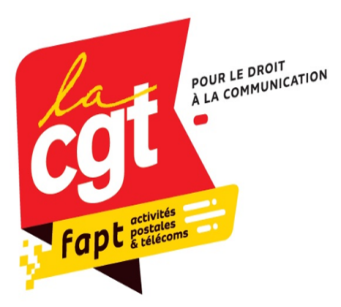 la
cgt
POUR LE DROIT
À LA COMMUNICATION
fapt
activités
postales
& télécoms